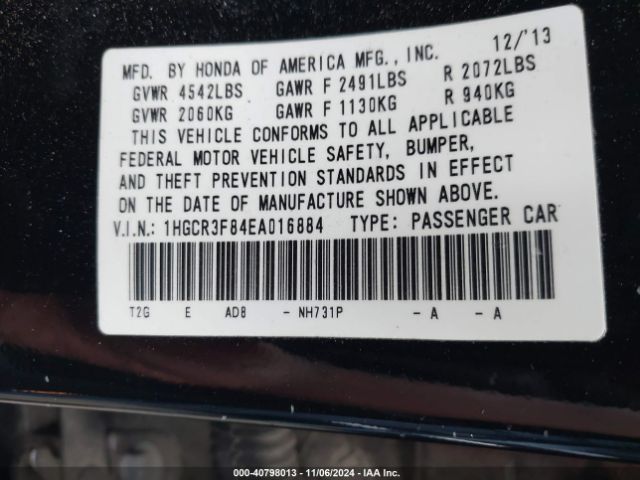 MFD. BY HONDA OF AMERICA MFG., INC. 12/'13
GVWR 4542LBS GAWR F 2491LBS R 2072LBS
GVWR 2060KG GAWR F 1130KG R 940KG
THIS VEHICLE CONFORMS TO ALL APPLICABLE
FEDERAL MOTOR VEHICLE SAFETY, BUMPER,
AND THEFT PREVENTION STANDARDS IN EFFECT
ON THE DATE OF MANUFACTURE SHOWN ABOVE.
V.I.N.: 1HGCR3F84EA016884 TYPE: PASSENGER CAR
T2G E AD8 - NH731P - A - A
000-40798013 - 11/06/2024 - IAA Inc.